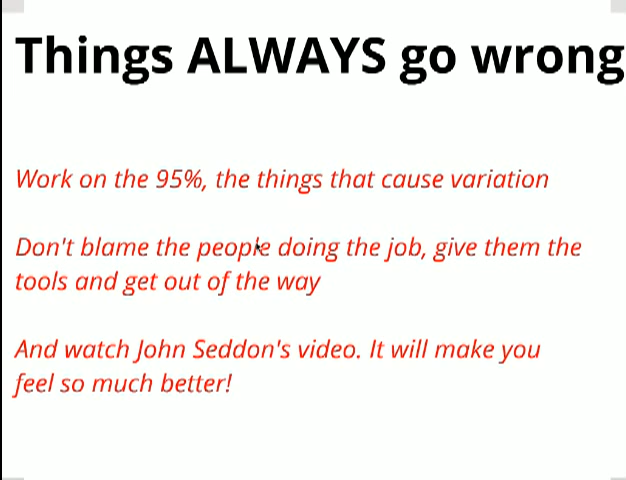 Things ALWAYS go wrong
Work on the 95%, the things that cause variation
Don't blame the people doing the job, give them the
tools and get out of the way
And watch John Seddon's video. It will make you
feel so much better!